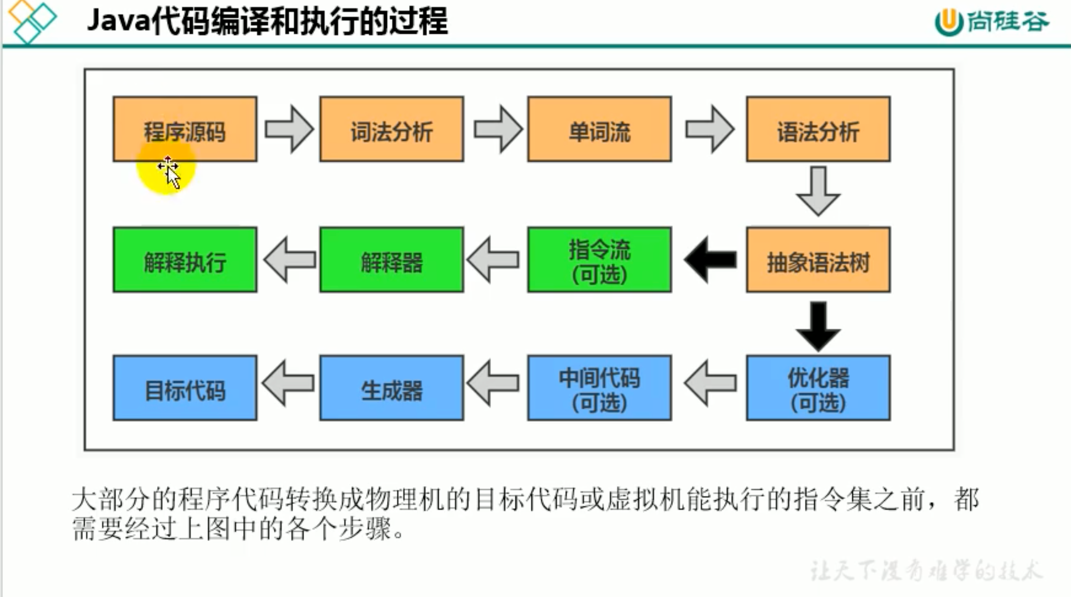 Java代码编译和执行的过程
尚硅谷
程序源码
词法分析
单词流
语法分析
解释执行
解释器
指令流
(可选)
抽象语法树
目标代码
生成器
中间代码
(可选)
优化器
(可选)
大部分的程序代码转换成物理机的目标代码或虚拟机能执行的指令集之前，都
需要经过上图中的各个步骤。
让天下没有难学的技术